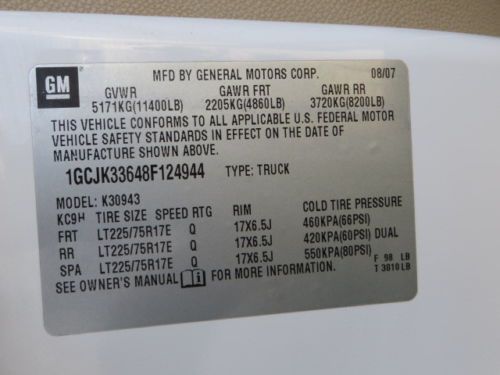 GM
MFD BY GENERAL MOTORS CORP. 08/07
GVWR GAWR FRT GAWR RR
5171KG(11400LB) 2205KG(4860LB) 3720KG(8200LB)
THIS VEHICLE CONFORMS TO ALL APPLICABLE U.S. FEDERAL MOTOR
VEHICLE SAFETY STANDARDS IN EFFECT ON THE DATE OF
MANUFACTURE SHOWN ABOVE.
1GCJK33648F124944 TYPE: TRUCK
MODEL: K30943
KC9H TIRE SIZE SPEED RTG RIM COLD TIRE PRESSURE
FRT LT225/75R17E Q 17X6.5J 460KPA(66PSI)
RR LT225/75R17E Q 17X6.5J 420KPA(60PSI) DUAL
SPA LT225/75R17E Q 17X6.5J 550KPA(80PSI)
SEE OWNER'S MANUAL FOR MORE INFORMATION.
F 98 LB
T 3810 LB